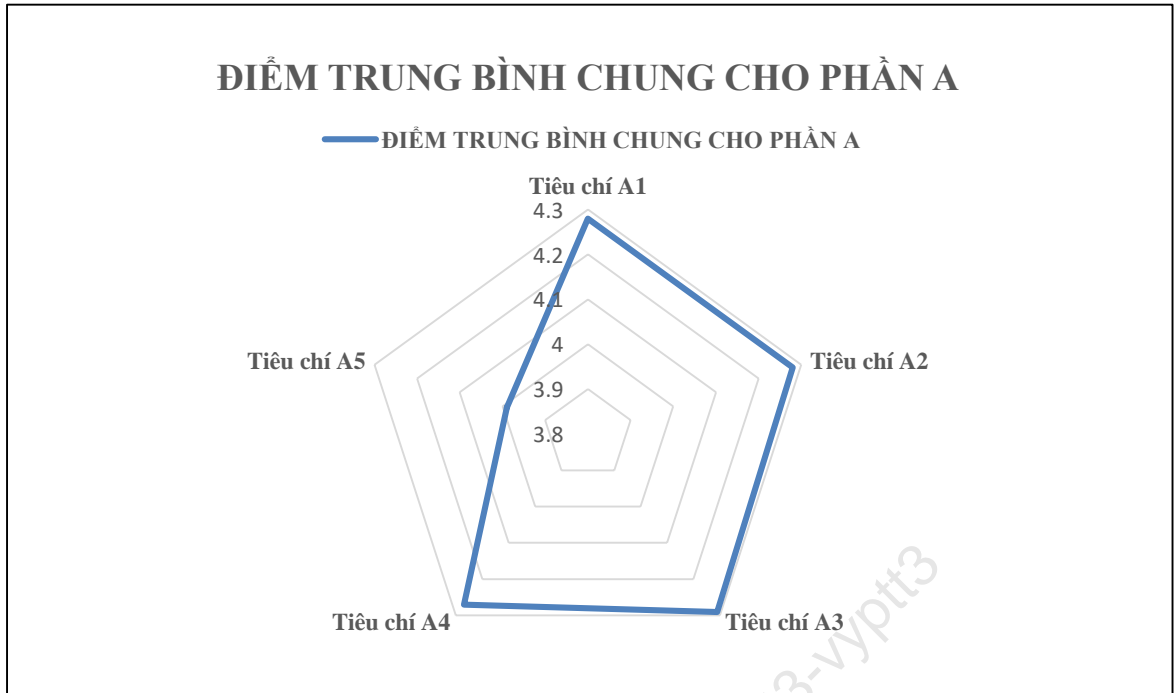 ĐIỂM TRUNG BÌNH CHUNG CHO PHẦN A
ĐIỂM TRUNG BÌNH CHUNG CHO PHẦN A
Tiêu chí A1
4.3
4.2
4.1
4
3.9
3.8
Tiêu chí A2
Tiêu chí A3
Tiêu chí A4
Tiêu chí A5
3-vyptt3